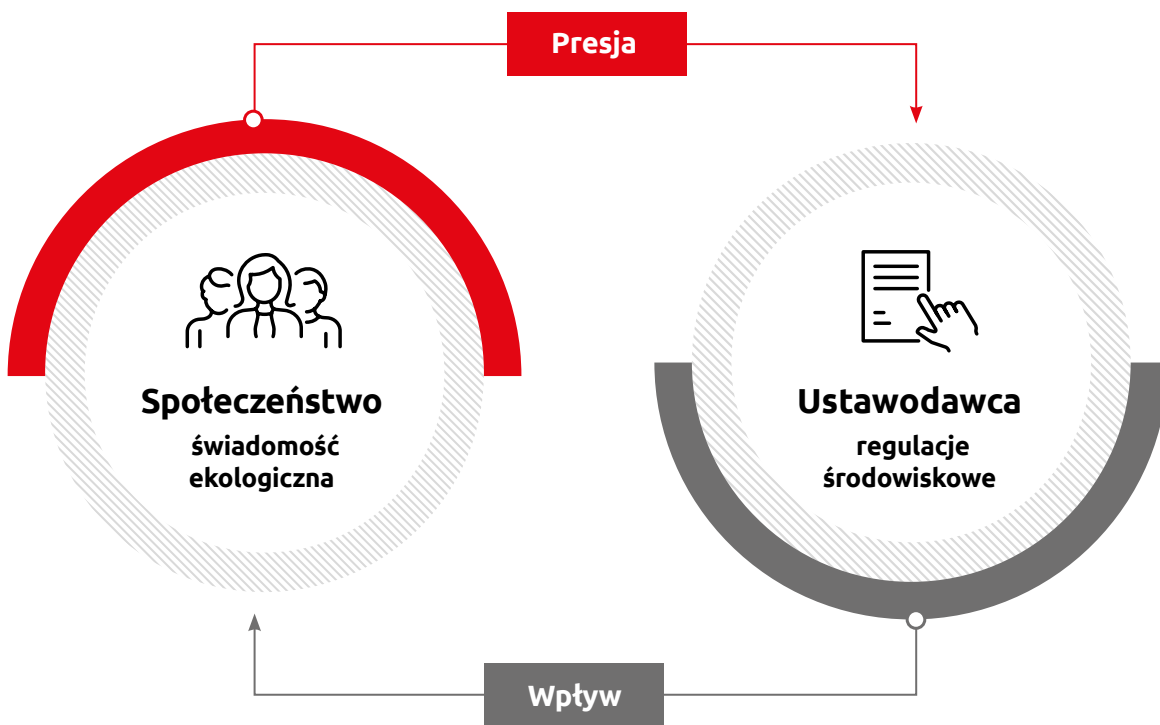 Presja
Społeczeństwo
świadomość
ekologiczna
Ustawodawca
regulacje
środowiskowe
Wpływ